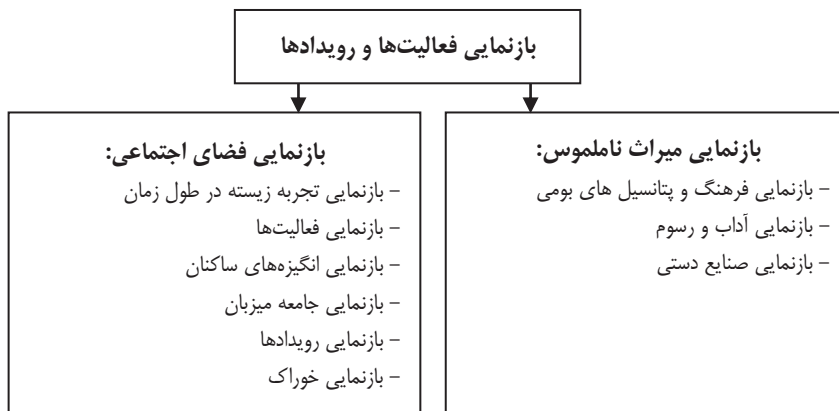 بازنمایی فعالیت‌ها و رویدادها
بازنمایی میراث ناملموس:
- بازنمایی فرهنگ و پتانسیل های بومی
- بازنمایی آداب و رسوم
- بازنمایی صنایع دستی
بازنمایی فضای اجتماعی:
- بازنمایی تجربه زیسته در طول زمان
- بازنمایی فعالیت‌ها
- بازنمایی انگیزه‌های ساکنان
- بازنمایی جامعه میزبان
- بازنمایی رویدادها
- بازنمایی خوراک